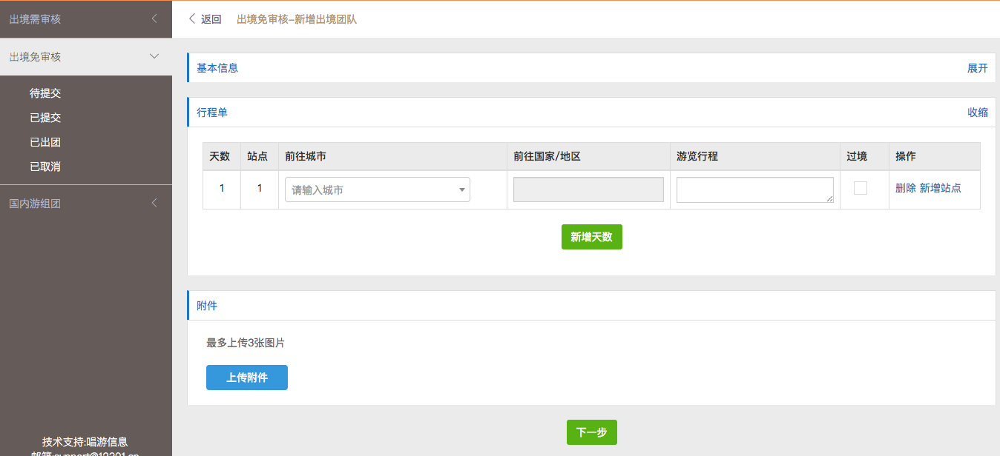 出境需审核
出境免审核
待提交
已提交
已出团
已取消
国内游组团
技术支持:唱游信息
返回 出境免审核-新增出境团队
基本信息 展开
行程单 收缩
天数 站点 前往城市 前往国家/地区 游览行程 过境 操作
1 1 请输入城市 删除 新增站点
新增天数
附件
最多上传3张图片
上传附件
下一步